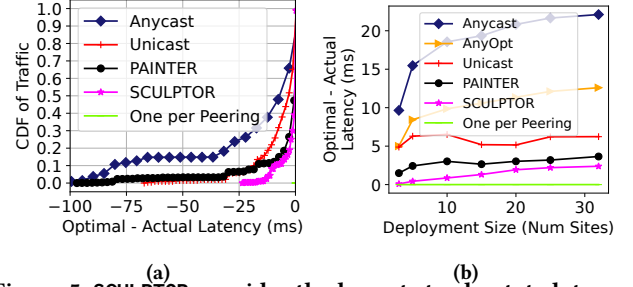 CDF of Traffic
1.0
0.9
0.8
0.7
0.6
0.5
0.4
0.3
0.2
0.1
0.0
Anycast
Unicast
PAINTER
SCULPTOR
One per Peering
−100 −75 −50 −25 0
Optimal - Actual Latency (ms)
(a)
Optimal - Actual
Latency (ms)
20
15
10
5
0
Anycast
AnyOpt
Unicast
PAINTER
SCULPTOR
One per Peering
10 20 30
Deployment Size (Num Sites)
(b)